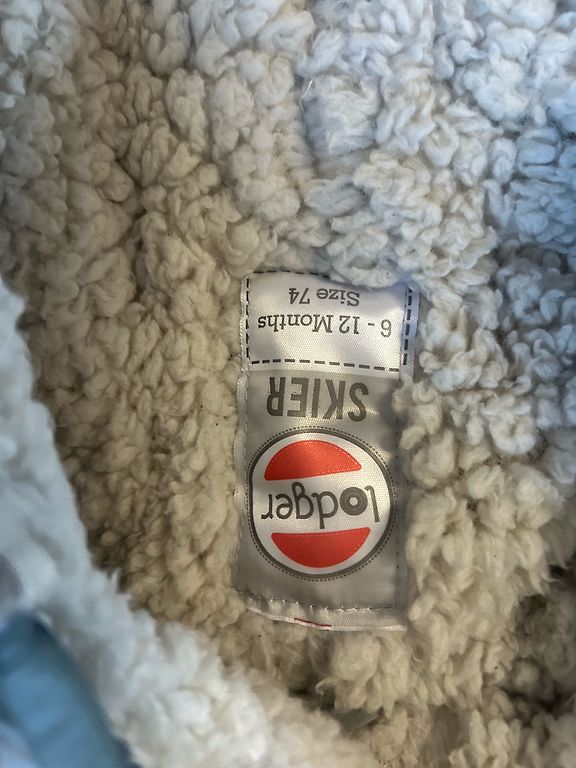 lodger
SKIER
6 - 12 Months
Size 74